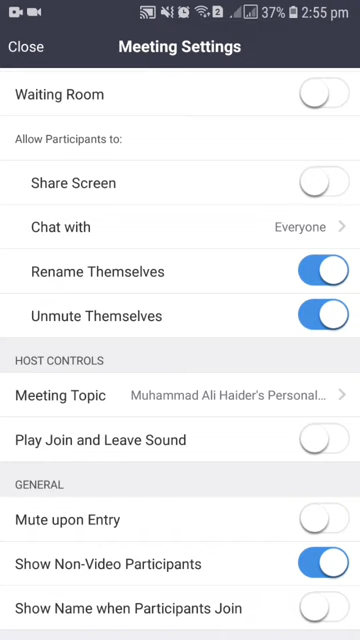 2 37% 2:55 pm
Close Meeting Settings
Waiting Room
Allow Participants to:
Share Screen
Chat with Everyone
Rename Themselves
Unmute Themselves
HOST CONTROLS
Meeting Topic Muhammad Ali Haider's Personal...
Play Join and Leave Sound
GENERAL
Mute upon Entry
Show Non-Video Participants
Show Name when Participants Join